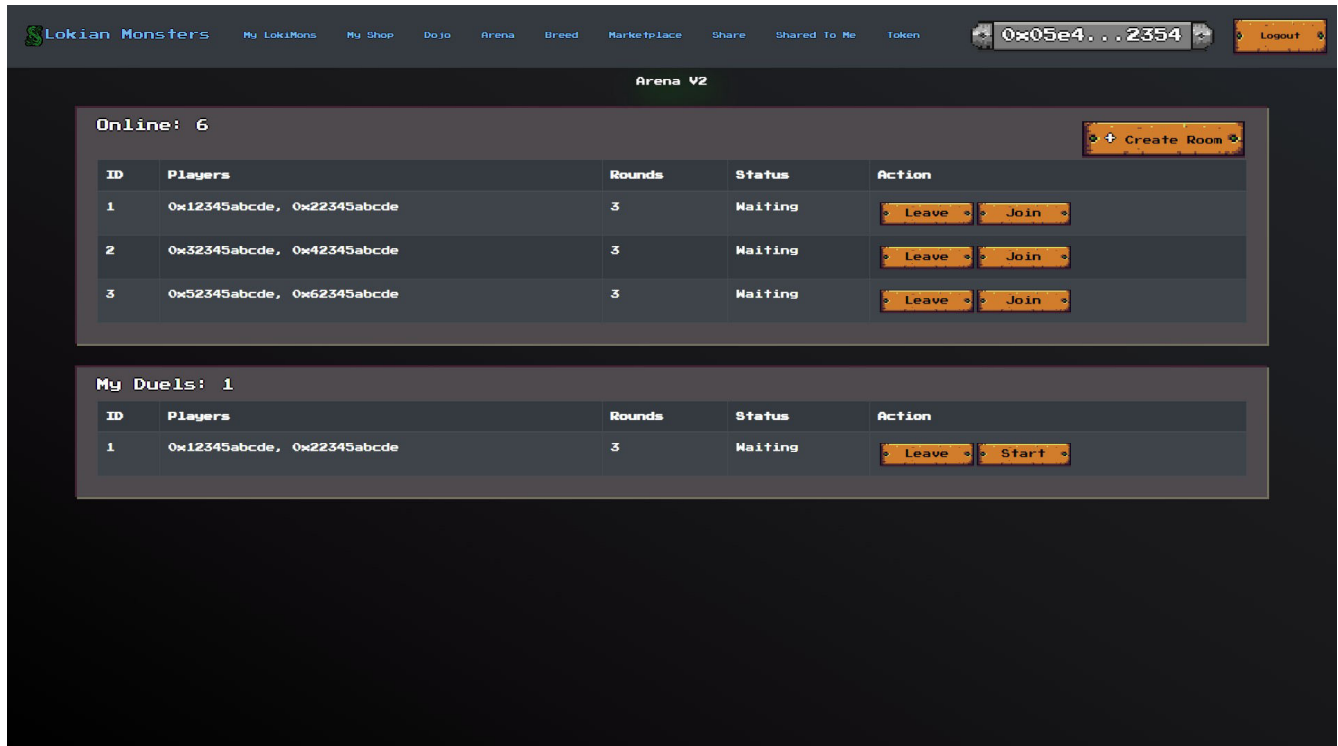 Lokian Monsters My LokiMons My Shop Dojo Arena Breed Marketplace Share Shared To Me Token 0x05e4...2354 Logout
Arena V2
Online: 6
+ Create Room
ID Players Rounds Status Action
1 0x12345abcde, 0x22345abcde 3 Waiting Leave Join
2 0x32345abcde, 0x42345abcde 3 Waiting Leave Join
3 0x52345abcde, 0x62345abcde 3 Waiting Leave Join
My Duels: 1
ID Players Rounds Status Action
1 0x12345abcde, 0x22345abcde 3 Waiting Leave Start